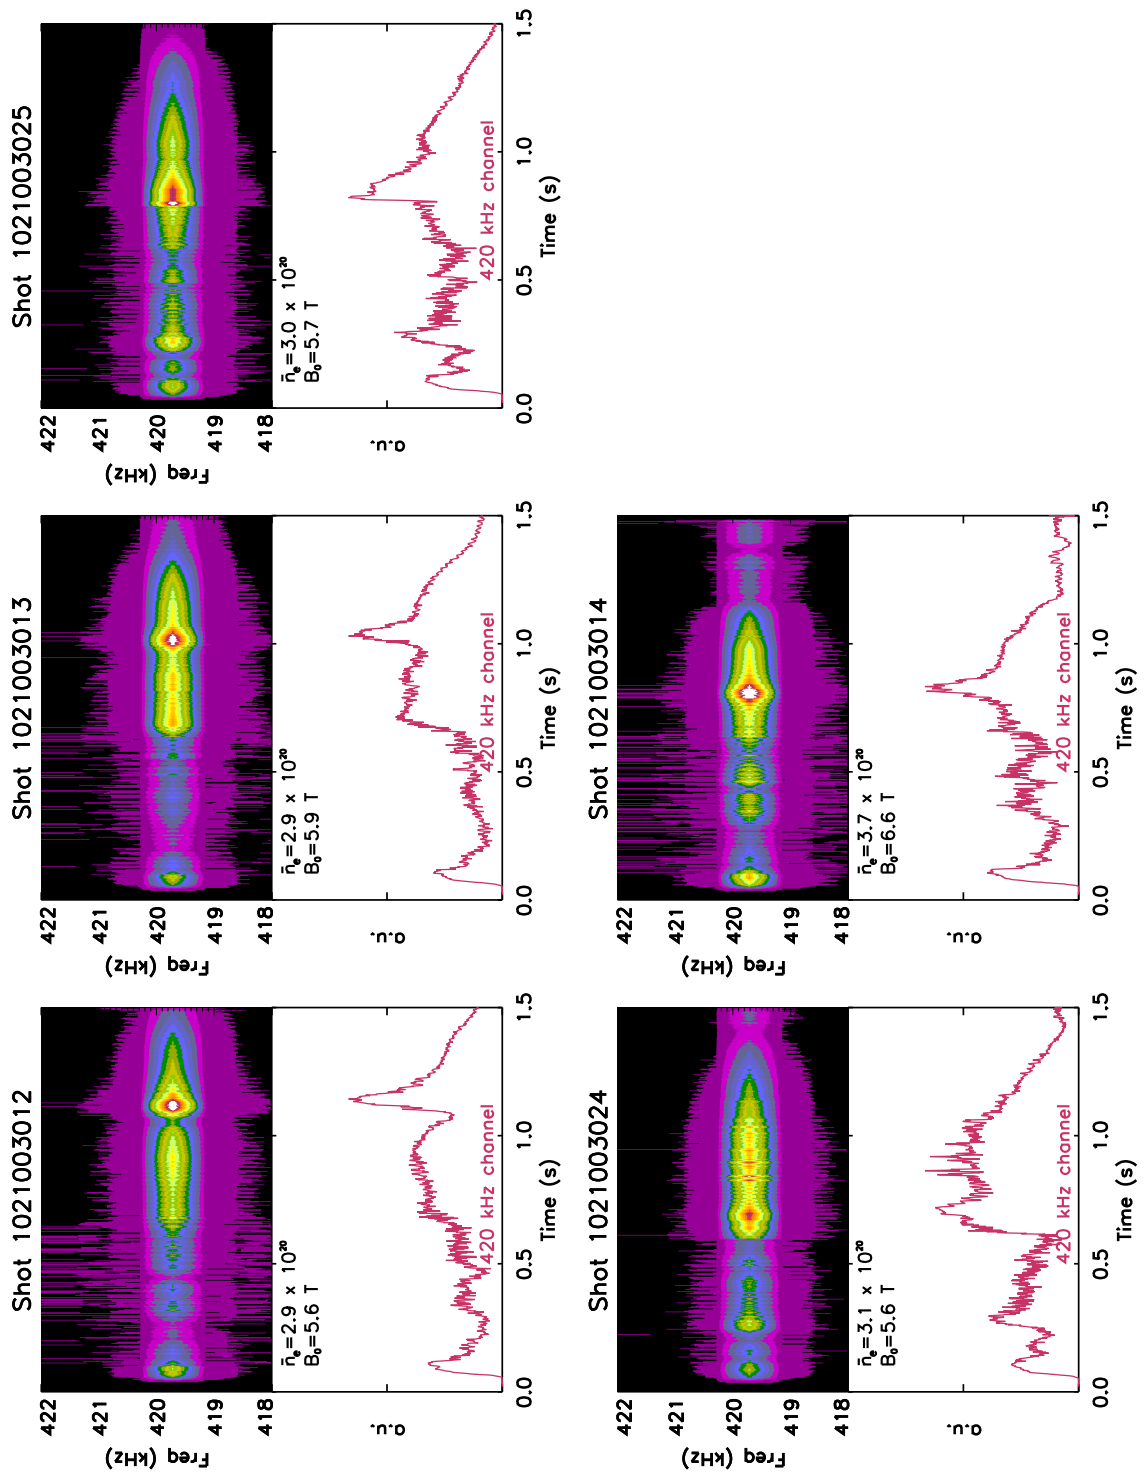 Shot 1021003012
422
421
420
419
418
Freq (kHz)
n̄e=2.9 x 10²⁰
B₀=5.6 T
a.u.
420 kHz channel
0.0
0.5
1.0
1.5
Time (s)
Shot 1021003013
422
421
420
419
418
Freq (kHz)
n̄e=2.9 x 10²⁰
B₀=5.9 T
a.u.
420 kHz channel
0.0
0.5
1.0
1.5
Time (s)
Shot 1021003025
422
421
420
419
418
Freq (kHz)
n̄e=3.0 x 10²⁰
B₀=5.7 T
a.u.
420 kHz channel
0.0
0.5
1.0
1.5
Time (s)
Shot 1021003024
422
421
420
419
418
Freq (kHz)
n̄e=3.1 x 10²⁰
B₀=5.6 T
a.u.
420 kHz channel
0.0
0.5
1.0
1.5
Time (s)
Shot 1021003014
422
421
420
419
418
Freq (kHz)
n̄e=3.7 x 10²⁰
B₀=6.6 T
a.u.
420 kHz channel
0.0
0.5
1.0
1.5
Time (s)